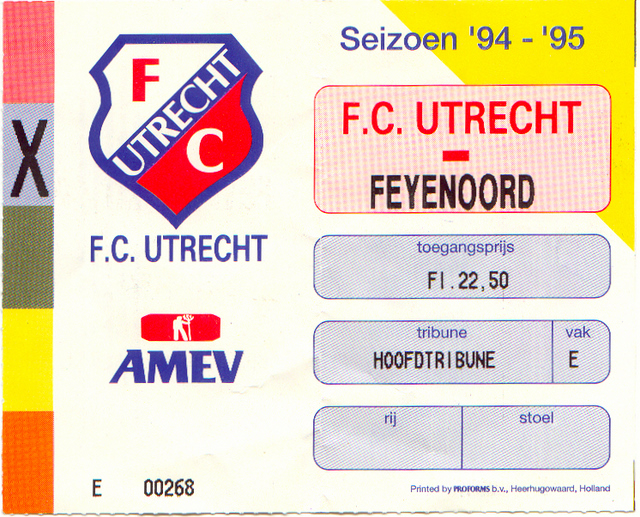 Seizoen '94 - '95
F
UTRECHT
C
F.C. UTRECHT
F.C. UTRECHT
-
FEYENOORD
X
toegangsprijs
Fl.22,50
AMEV
tribune vak
HOOFDTRIBUNE E
rij stoel
E 00268
Printed by PROFORMS b.v., Heerhugowaard, Holland